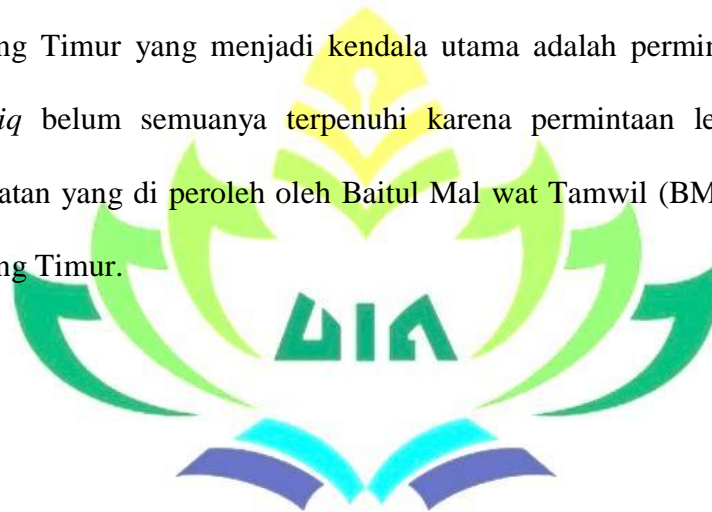 ng Timur yang menjadi kendala utama adalah permin
iq belum semuanya terpenuhi karena permintaan le
atan yang di peroleh oleh Baitul Mal wat Tamwil (BM
ng Timur.
UIN